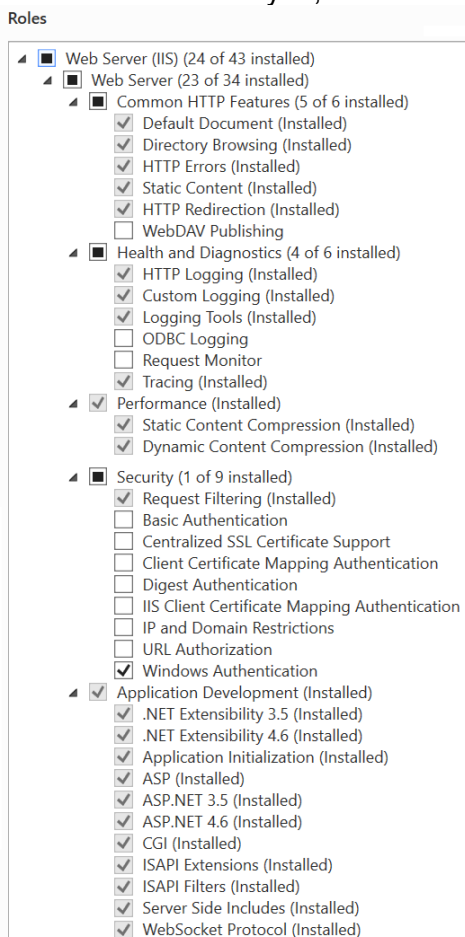 Roles
Web Server (IIS) (24 of 43 installed)
Web Server (23 of 34 installed)
Common HTTP Features (5 of 6 installed)
Default Document (Installed)
Directory Browsing (Installed)
HTTP Errors (Installed)
Static Content (Installed)
HTTP Redirection (Installed)
WebDAV Publishing
Health and Diagnostics (4 of 6 installed)
HTTP Logging (Installed)
Custom Logging (Installed)
Logging Tools (Installed)
ODBC Logging
Request Monitor
Tracing (Installed)
Performance (Installed)
Static Content Compression (Installed)
Dynamic Content Compression (Installed)
Security (1 of 9 installed)
Request Filtering (Installed)
Basic Authentication
Centralized SSL Certificate Support
Client Certificate Mapping Authentication
Digest Authentication
IIS Client Certificate Mapping Authentication
IP and Domain Restrictions
URL Authorization
Windows Authentication
Application Development (Installed)
.NET Extensibility 3.5 (Installed)
.NET Extensibility 4.6 (Installed)
Application Initialization (Installed)
ASP (Installed)
ASP.NET 3.5 (Installed)
ASP.NET 4.6 (Installed)
CGI (Installed)
ISAPI Extensions (Installed)
ISAPI Filters (Installed)
Server Side Includes (Installed)
WebSocket Protocol (Installed)